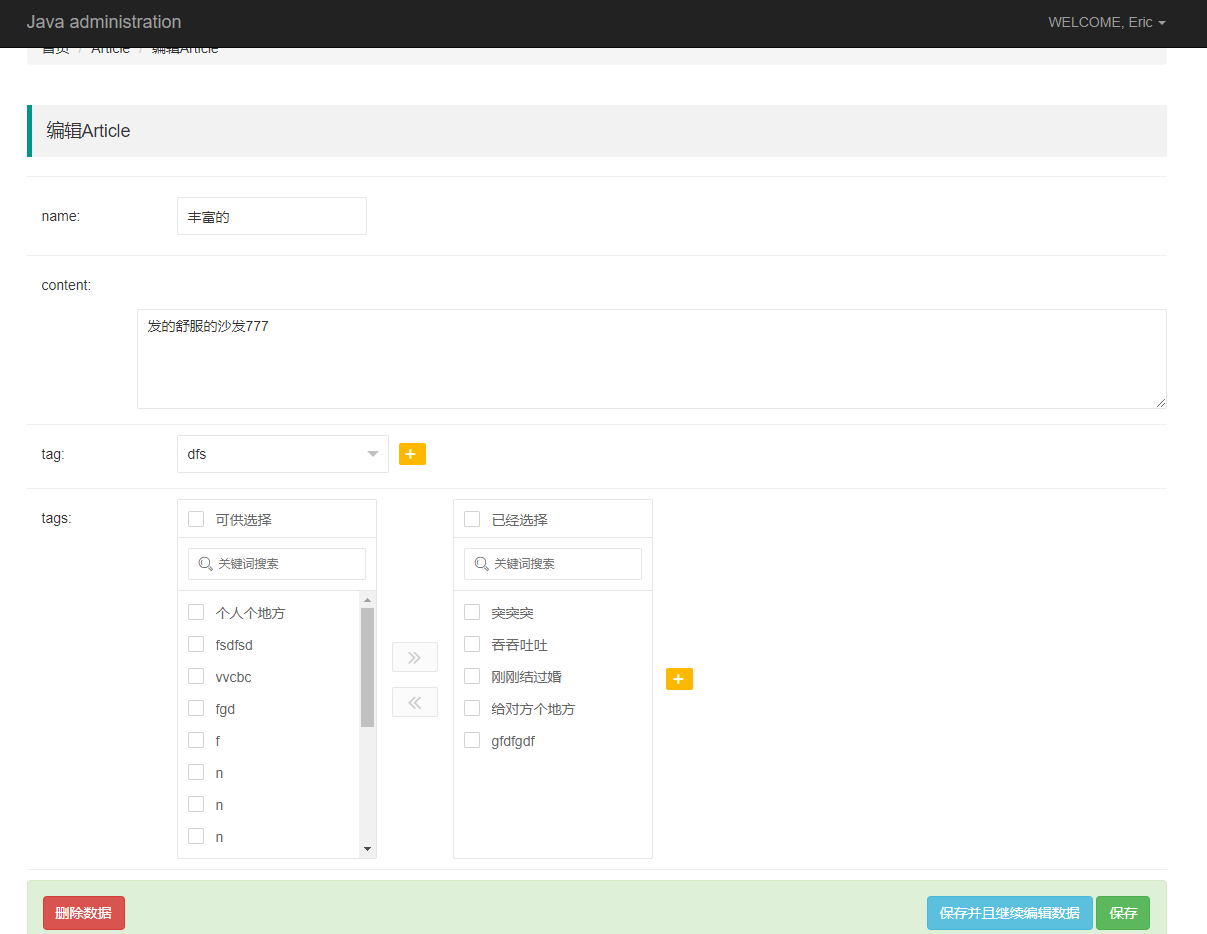 Java administration
WELCOME, Eric
首页 / Article / 编辑Article
编辑Article
name:
丰富的
content:
发的舒服的沙发777
tag:
dfs
tags:
可供选择
关键词搜索
个人个地方
fsdfsd
vvcbc
fgd
f
n
n
n
已经选择
关键词搜索
突突突
吞吞吐吐
刚刚结过婚
给对方个地方
gfdfgdf
删除数据
保存并且继续编辑数据
保存